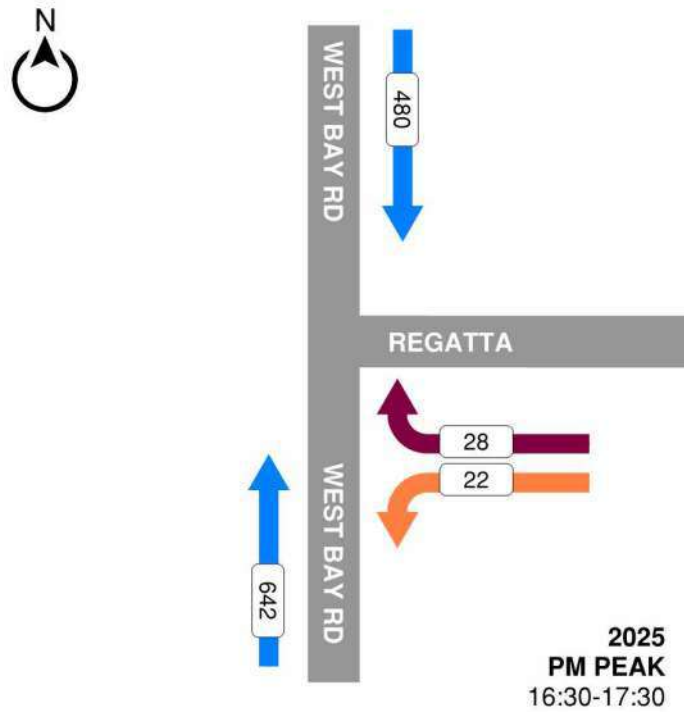 N
WEST BAY RD
480
REGATTA
28
22
WEST BAY RD
642
2025
PM PEAK
16:30-17:30